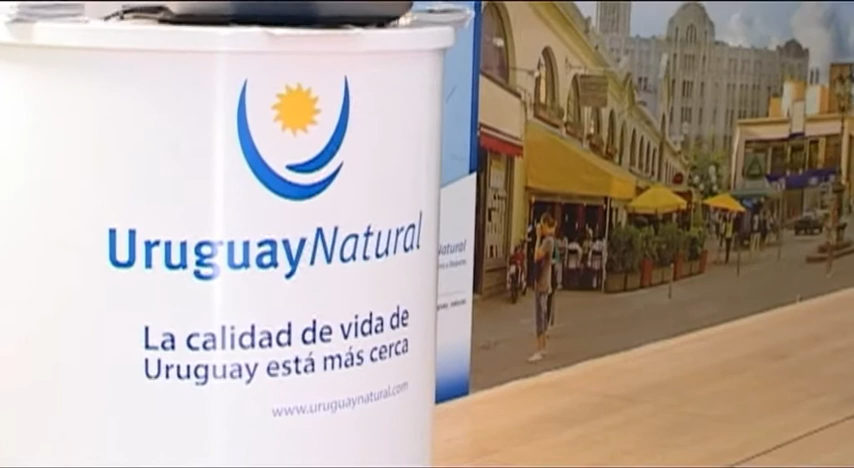 UruguayNatural
La calidad de vida de
Uruguay está más cerca
www.uruguaynatural.com
Natural